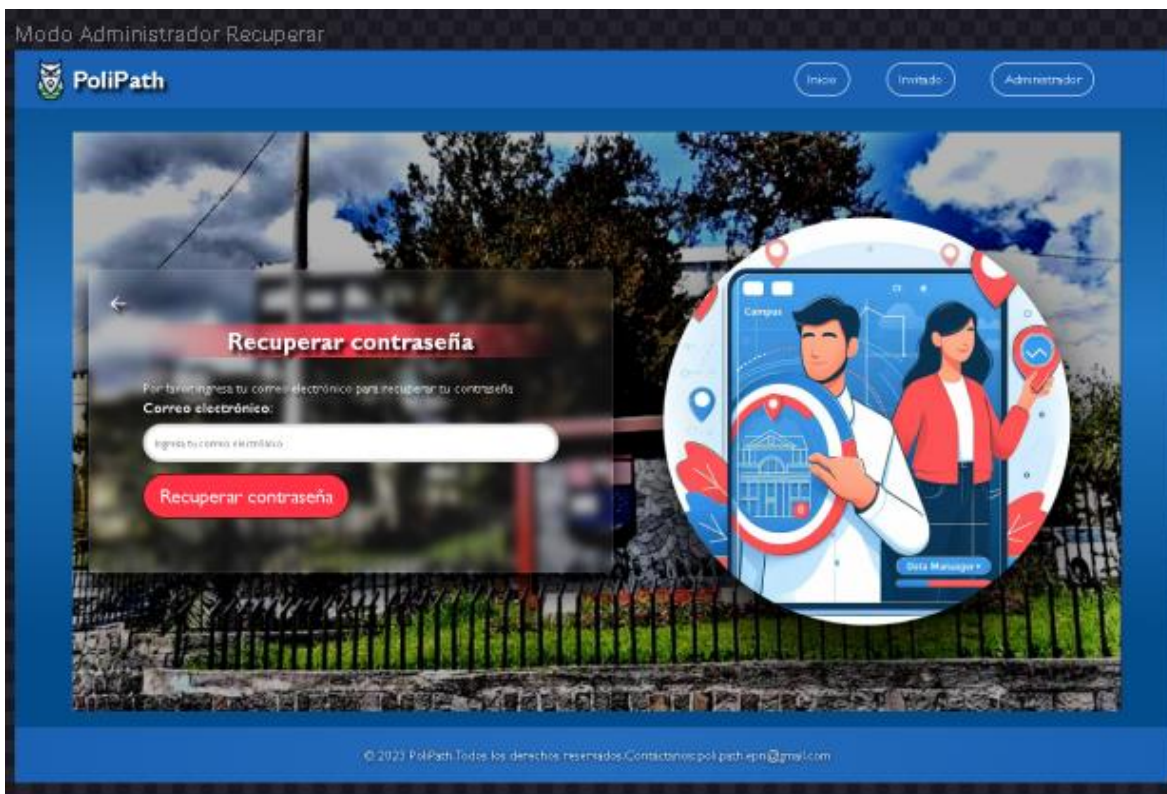 Modo Administrador Recuperar
PoliPath
Inicio
Invitado
Administrador
Recuperar contraseña
Por favor ingresa tu correo electrónico para recuperar tu contraseña
Correo electrónico:
Ingresa tu correo electrónico
Recuperar contraseña
Campus
Data Manager
© 2023 PoliPath.Todos los derechos reservados.Contáctanos:polipath.epn@gmail.com